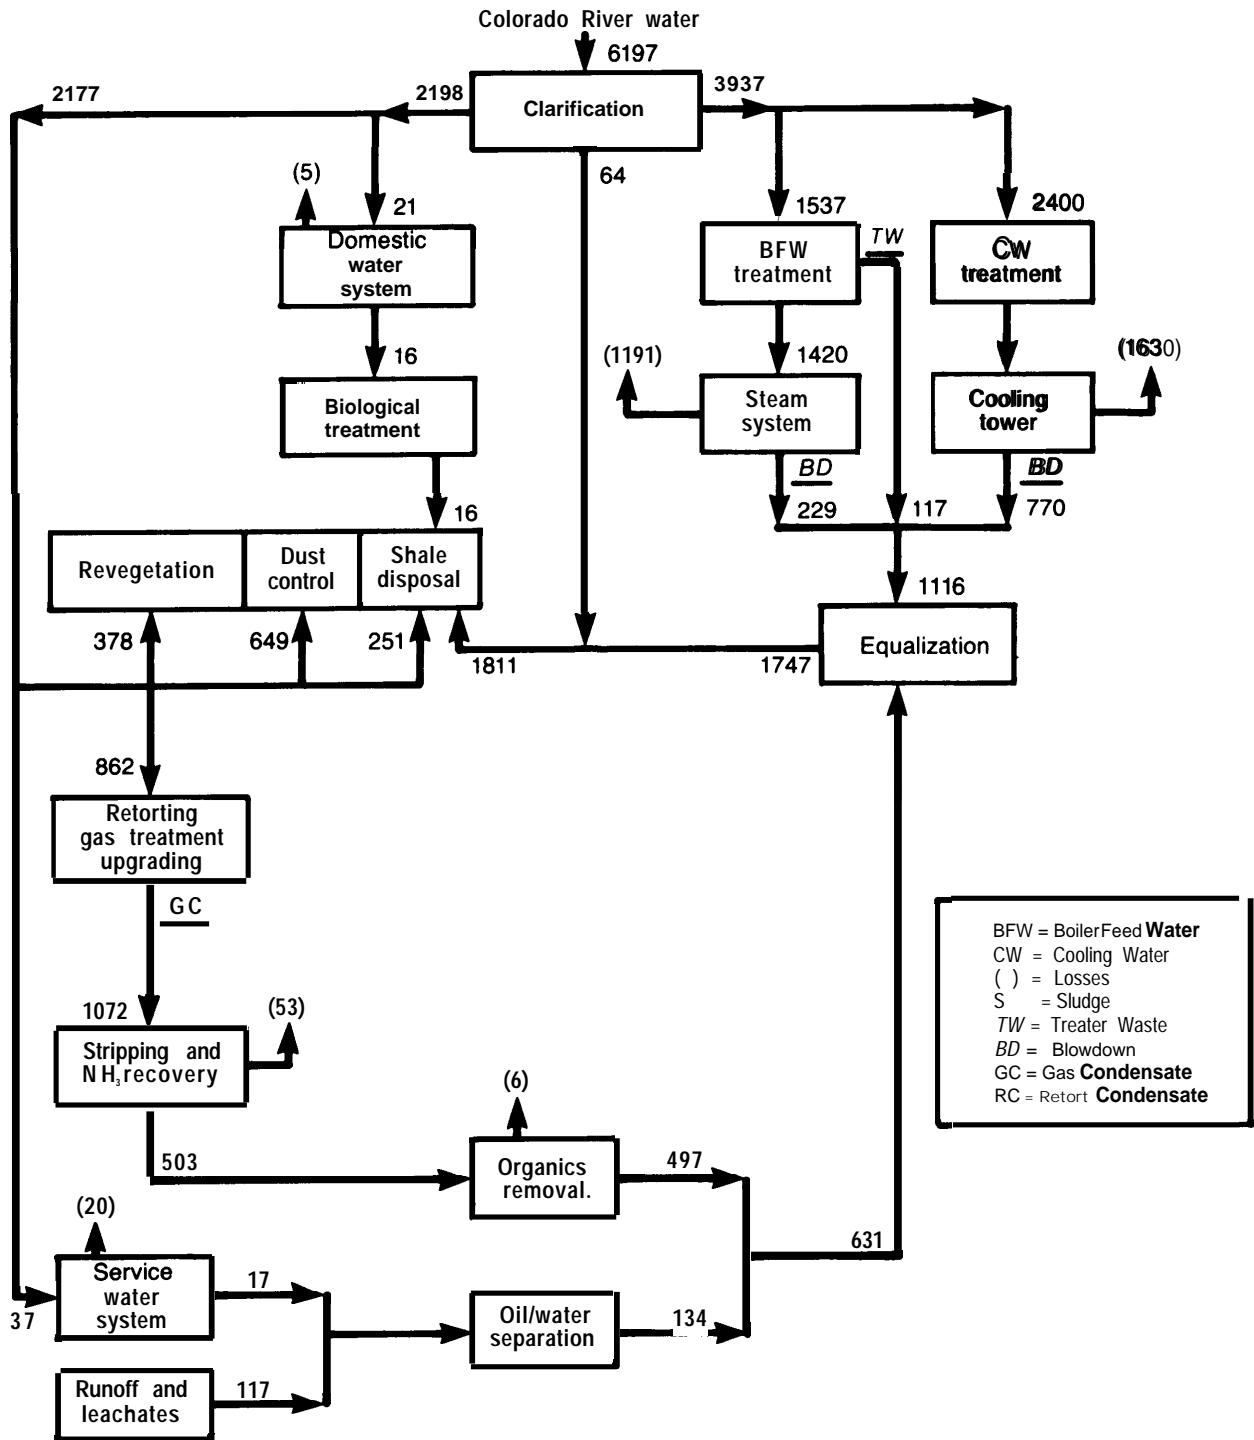 Colorado River water
6197
Clarification
2177
2198
3937
64
(5)
21
Domestic
water
system
16
Biological
treatment
16
1537
BFW
treatment
TW
2400
CW
treatment
(1191)
1420
Steam
system
BD
229
117
(1630)
Cooling
tower
BD
770
1116
Equalization
1747
1811
Revegetation
Dust
control
Shale
disposal
378
649
251
862
Retorting
gas treatment
upgrading
GC
1072
(53)
Stripping and
NH₃ recovery
503
(6)
Organics
removal.
497
631
(20)
Service
water
system
37
17
Oil/water
separation
134
Runoff and
leachates
117
BFW = Boiler Feed Water
CW = Cooling Water
( ) = Losses
S = Sludge
TW = Treater Waste
BD = Blowdown
GC = Gas Condensate
RC = Retort Condensate